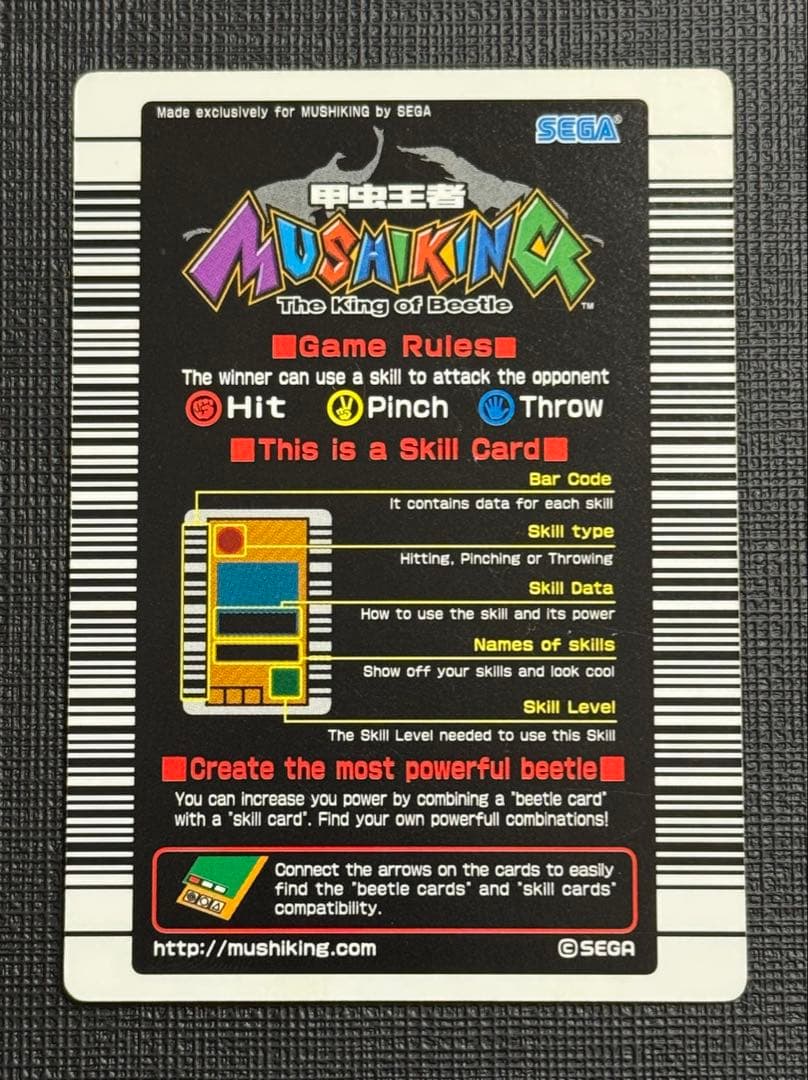 Made exclusively for MUSHIKING by SEGA
SEGA®
甲虫王者
MUSHIKING
The King of Beetle ™
■Game Rules■
The winner can use a skill to attack the opponent
Hit Pinch Throw
■This is a Skill Card■
Bar Code
It contains data for each skill
Skill type
Hitting, Pinching or Throwing
Skill Data
How to use the skill and its power
Names of skills
Show off your skills and look cool
Skill Level
The Skill Level needed to use this Skill
■Create the most powerful beetle■
You can increase you power by combining a "beetle card"
with a "skill card". Find your own powerfull combinations!
Connect the arrows on the cards to easily
find the "beetle cards" and "skill cards"
compatibility.
http://mushiking.com ©SEGA